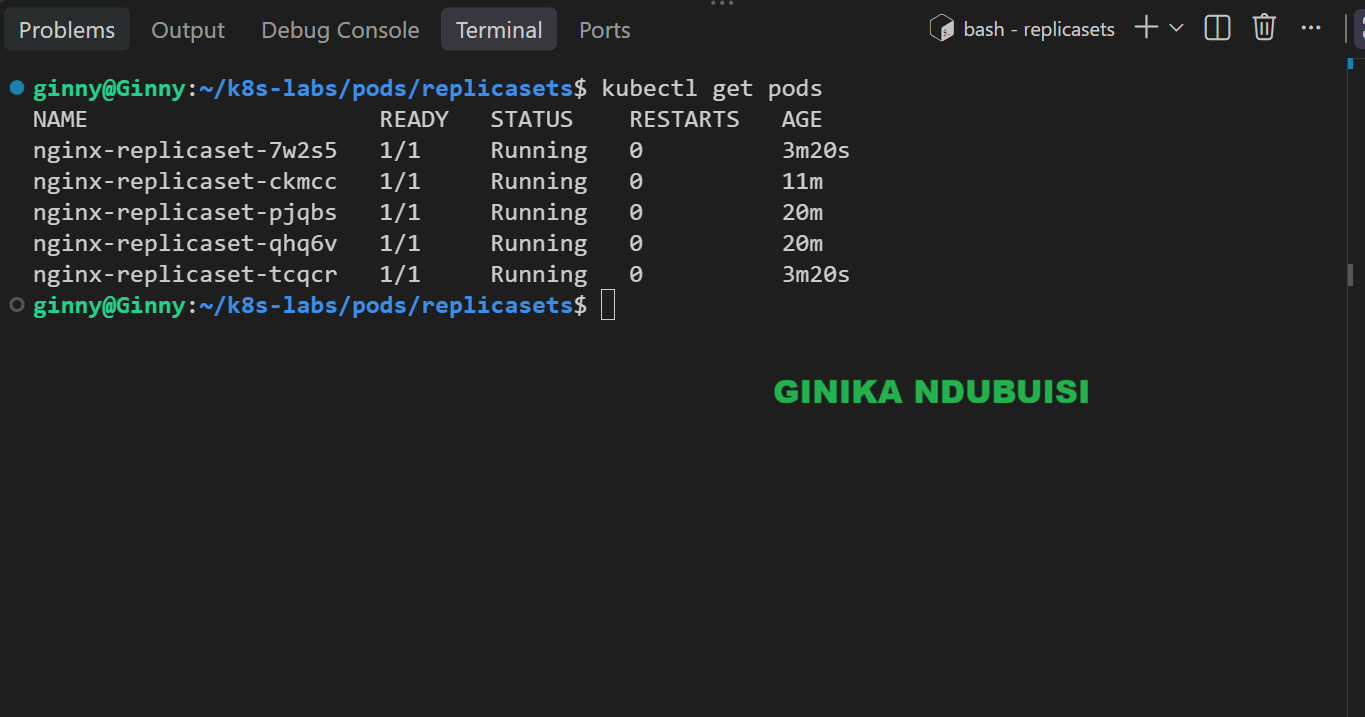 Problems Output Debug Console Terminal Ports bash - replicasets
ginny@Ginny:~/k8s-labs/pods/replicasets$ kubectl get pods
NAME READY STATUS RESTARTS AGE
nginx-replicaset-7w2s5 1/1 Running 0 3m20s
nginx-replicaset-ckmcc 1/1 Running 0 11m
nginx-replicaset-pjqbs 1/1 Running 0 20m
nginx-replicaset-qhq6v 1/1 Running 0 20m
nginx-replicaset-tcqcr 1/1 Running 0 3m20s
ginny@Ginny:~/k8s-labs/pods/replicasets$
GINIKA NDUBUISI